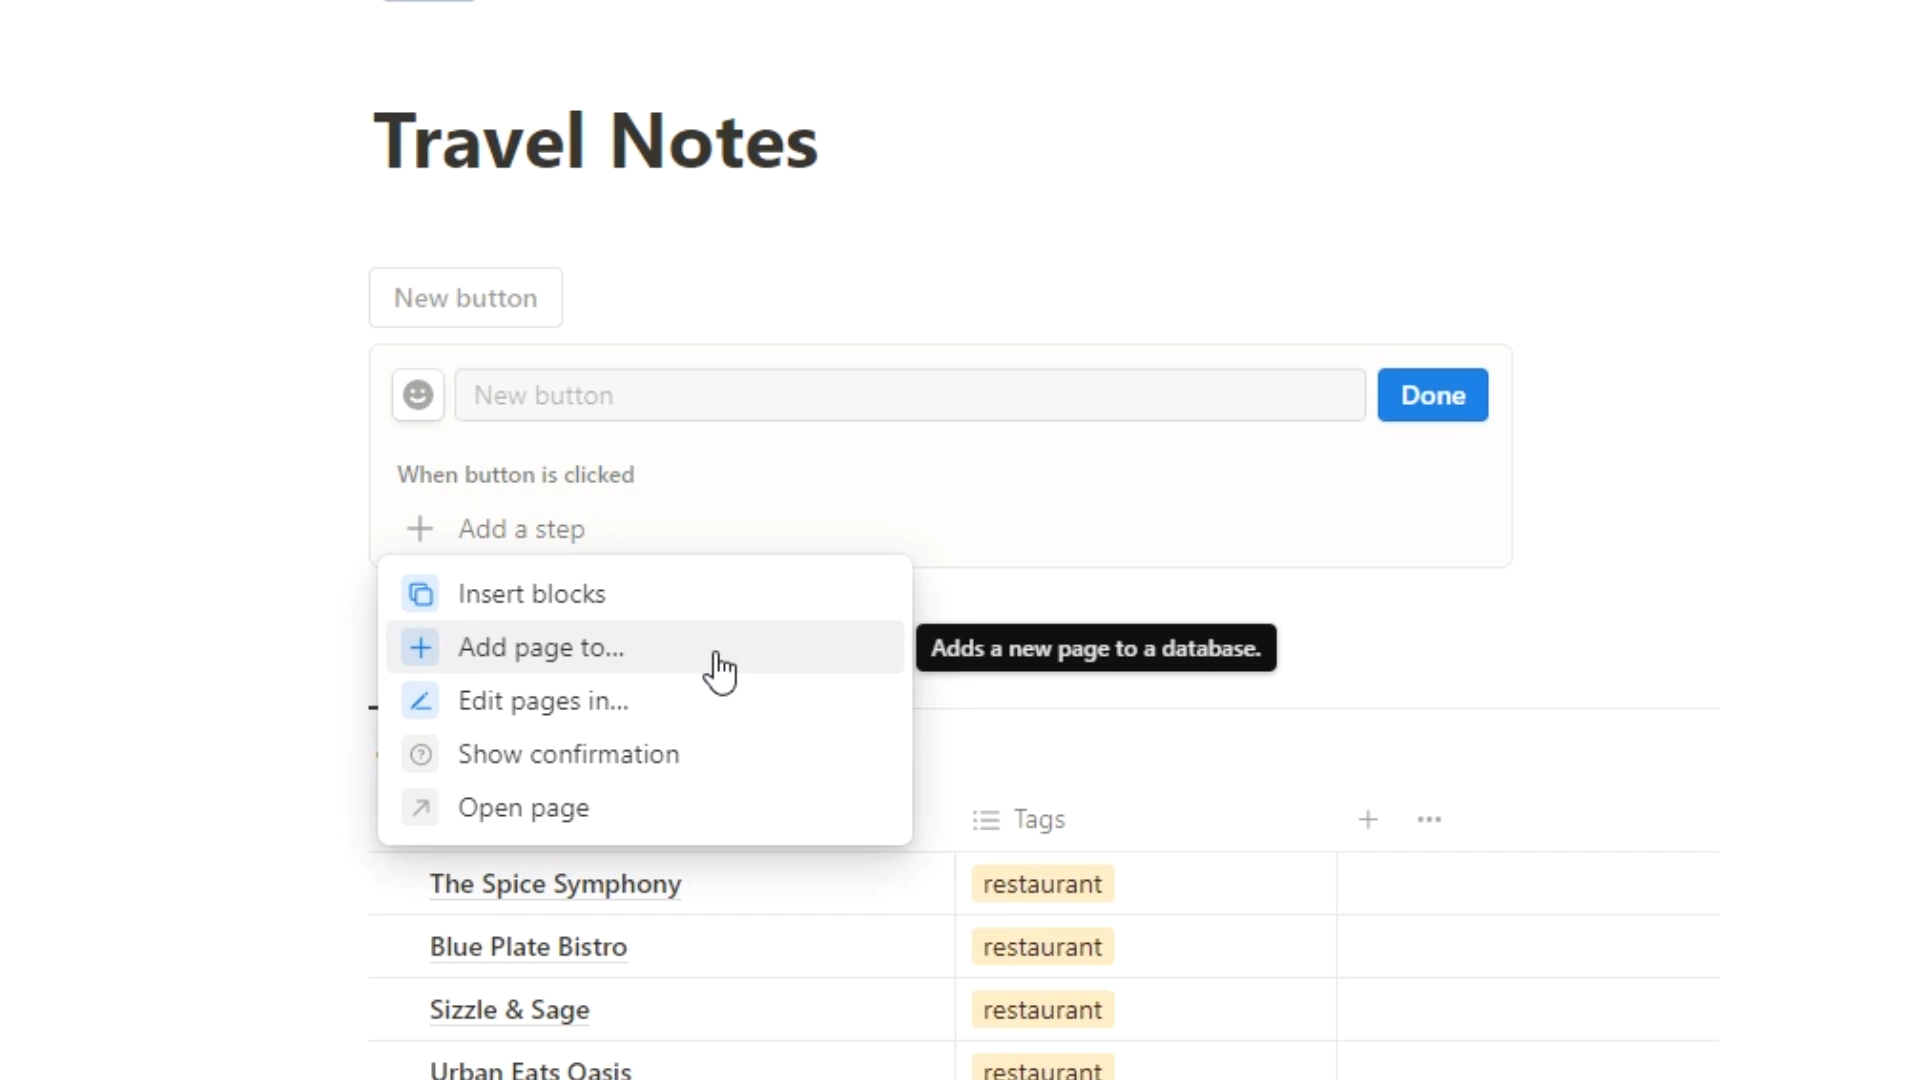 Travel Notes
New button
New button
Done
When button is clicked
Add a step
Insert blocks
Add page to...
Adds a new page to a database.
Edit pages in...
Show confirmation
Open page
Tags
The Spice Symphony
restaurant
Blue Plate Bistro
restaurant
Sizzle & Sage
restaurant
Urban Eats Oasis
restaurant